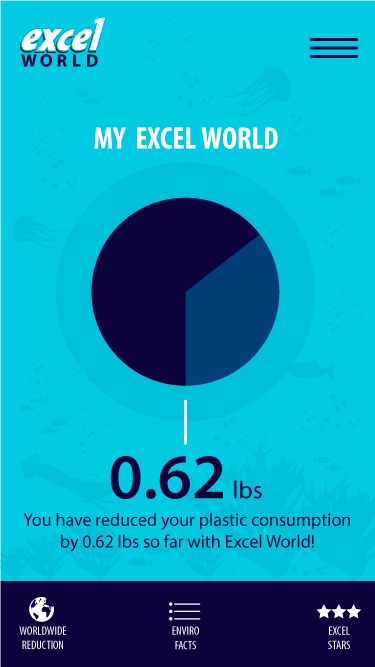 excel
WORLD
MY EXCEL WORLD
0.62 lbs
You have reduced your plastic consumption
by 0.62 lbs so far with Excel World!
WORLDWIDE
REDUCTION
ENVIRO
FACTS
EXCEL
STARS